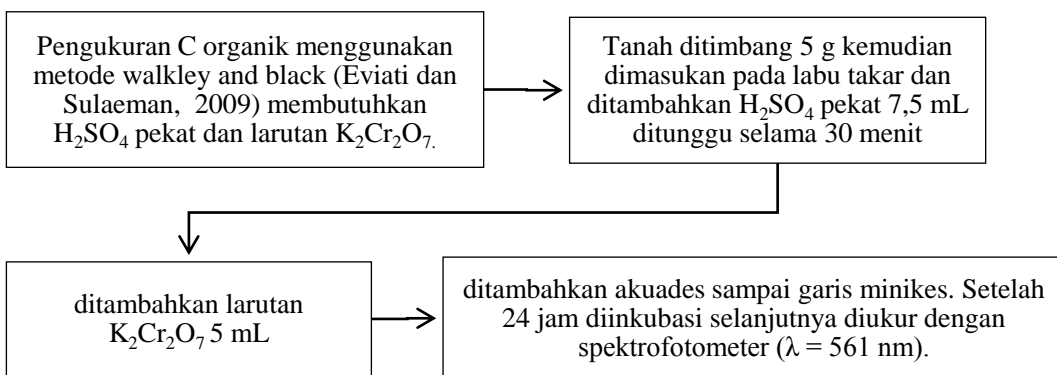 Pengukuran C organik menggunakan
metode walkley and black (Eviati dan
Sulaeman, 2009) membutuhkan
H₂SO₄ pekat dan larutan K₂Cr₂O₇.
Tanah ditimbang 5 g kemudian
dimasukan pada labu takar dan
ditambahkan H₂SO₄ pekat 7,5 mL
ditunggu selama 30 menit
ditambahkan larutan
K₂Cr₂O₇ 5 mL
ditambahkan akuades sampai garis minikes. Setelah
24 jam diinkubasi selanjutnya diukur dengan
spektrofotometer (λ = 561 nm).